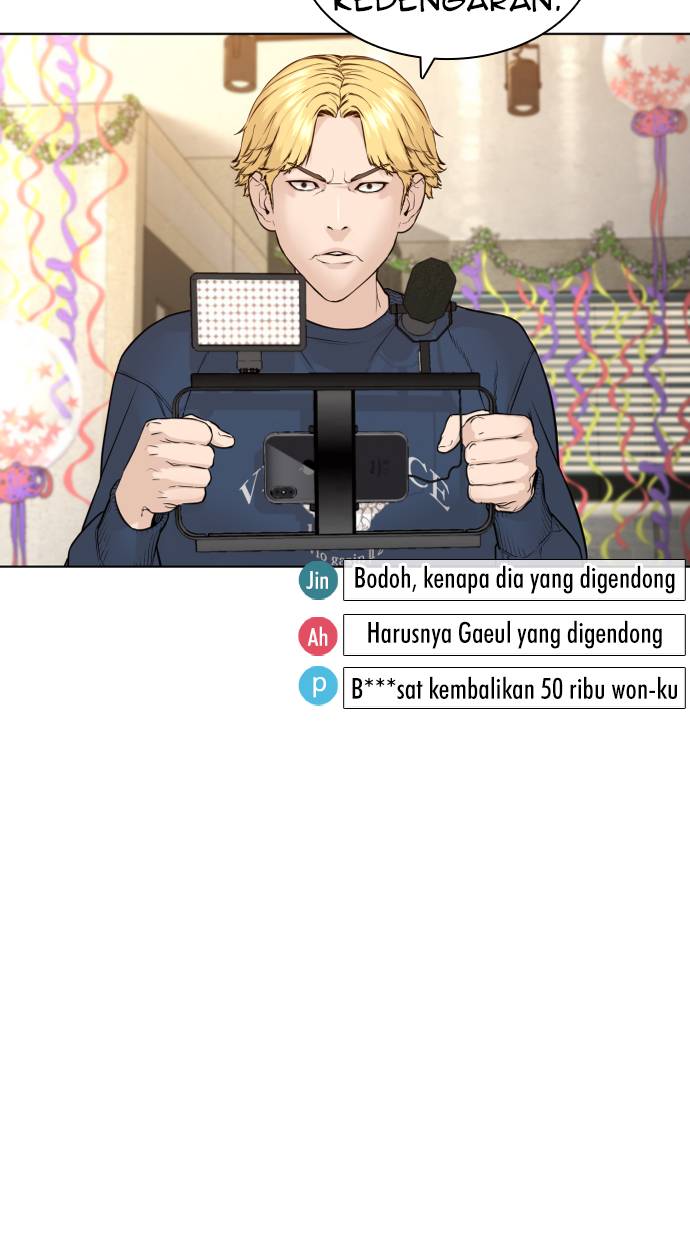 KEDENGARAN.
Jin Bodoh, kenapa dia yang digendong
Ah Harusnya Gaeul yang digendong
p B***sat kembalikan 50 ribu won-ku